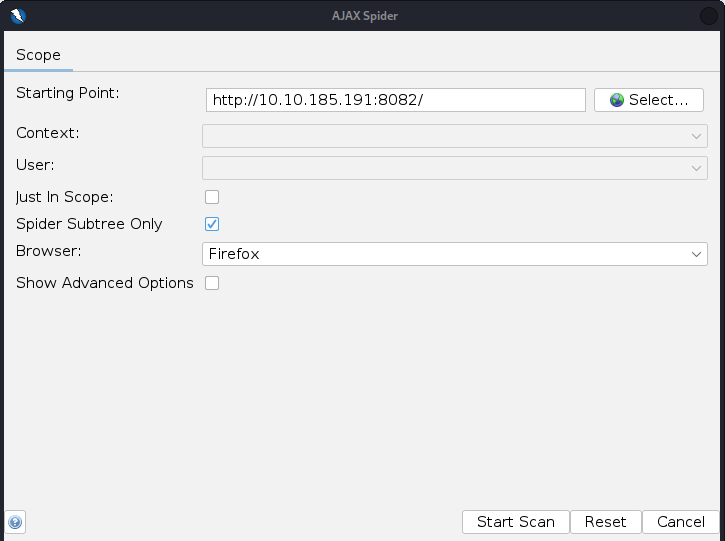 AJAX Spider
Scope
Starting Point: http://10.10.185.191:8082/ Select...
Context:
User:
Just In Scope:
Spider Subtree Only
Browser: Firefox
Show Advanced Options
? Start Scan Reset Cancel